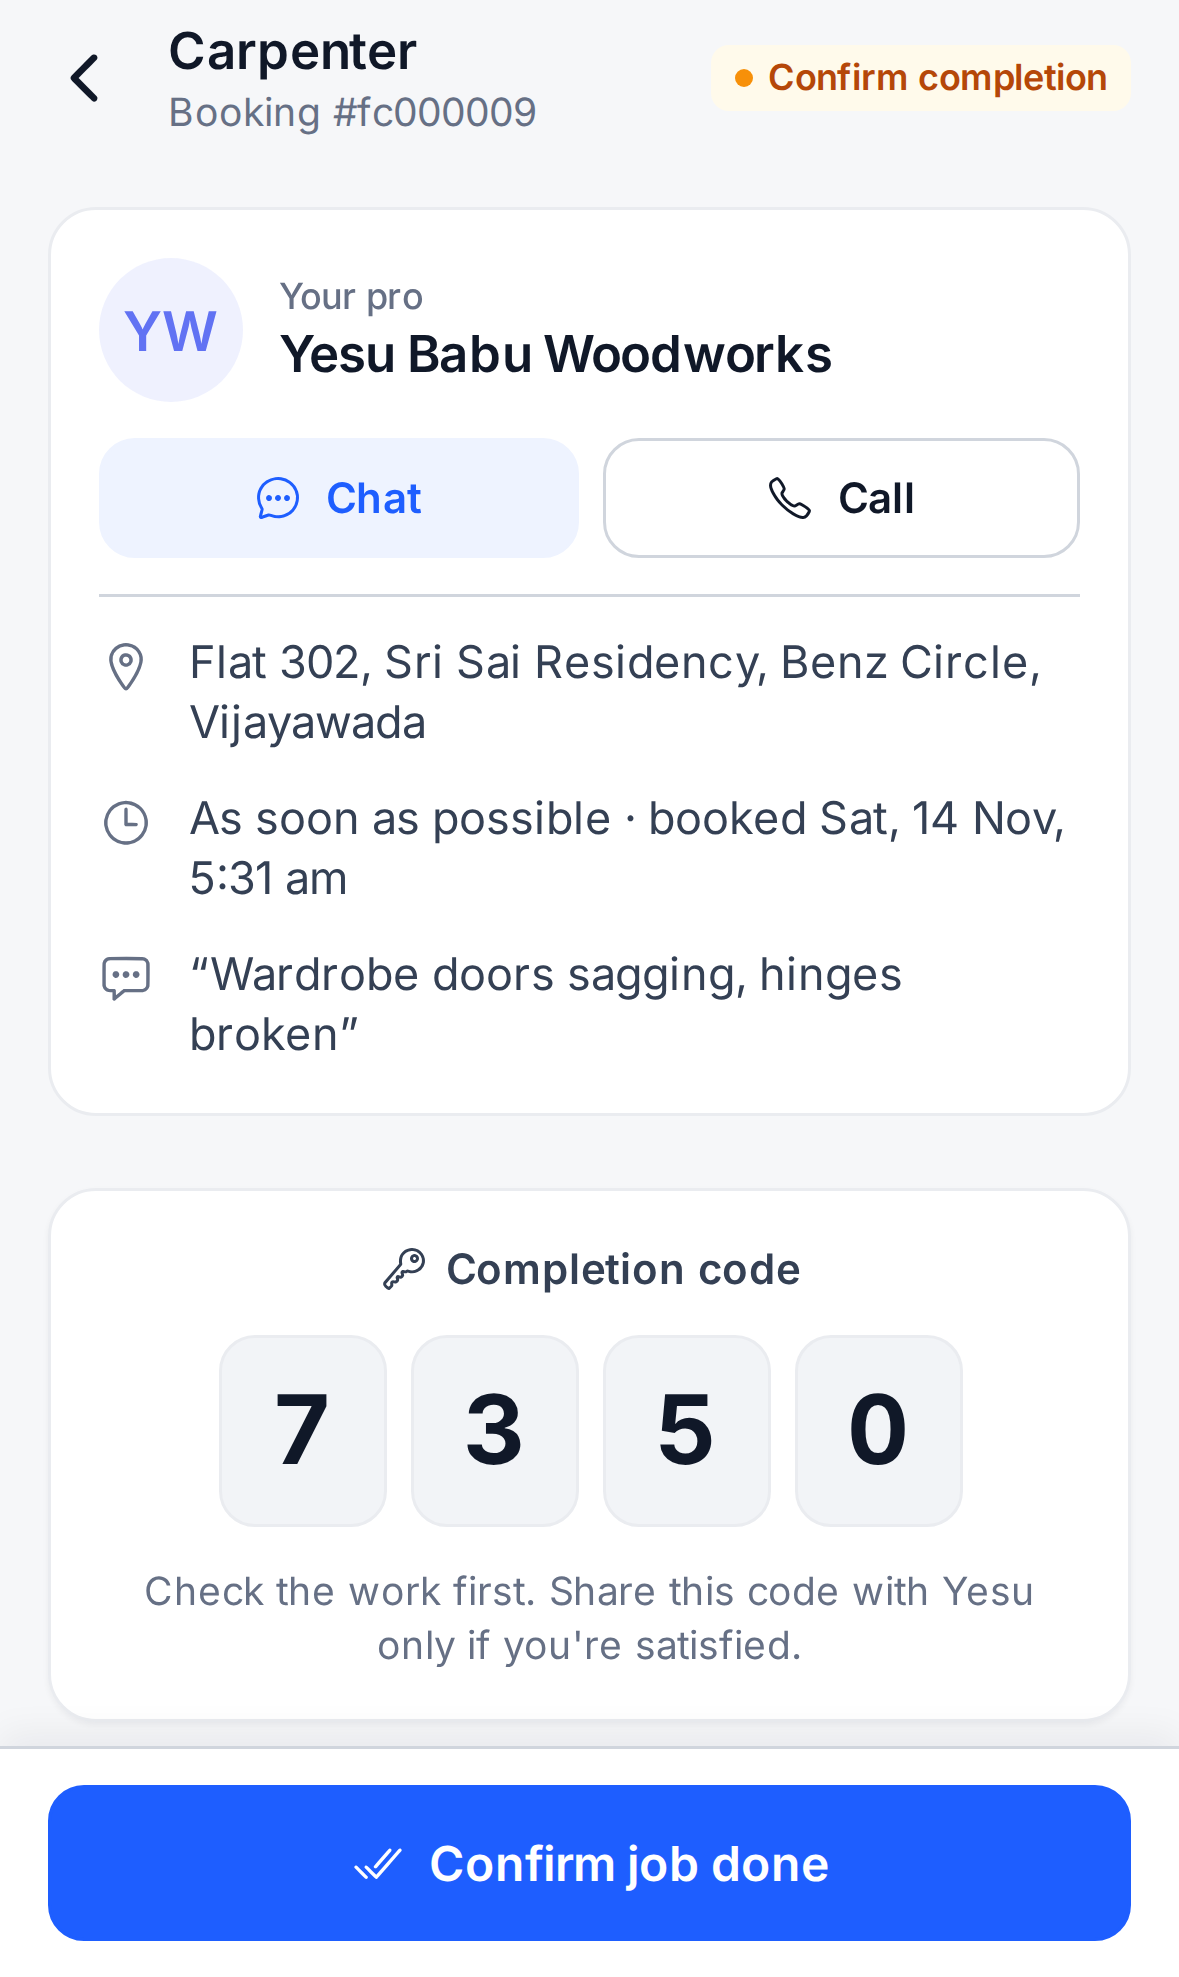 Carpenter
Booking #fc000009
Confirm completion
YW
Your pro
Yesu Babu Woodworks
Chat
Call
Flat 302, Sri Sai Residency, Benz Circle,
Vijayawada
As soon as possible · booked Sat, 14 Nov,
5:31 am
“Wardrobe doors sagging, hinges
broken”
Completion code
7 3 5 0
Check the work first. Share this code with Yesu
only if you're satisfied.
Confirm job done